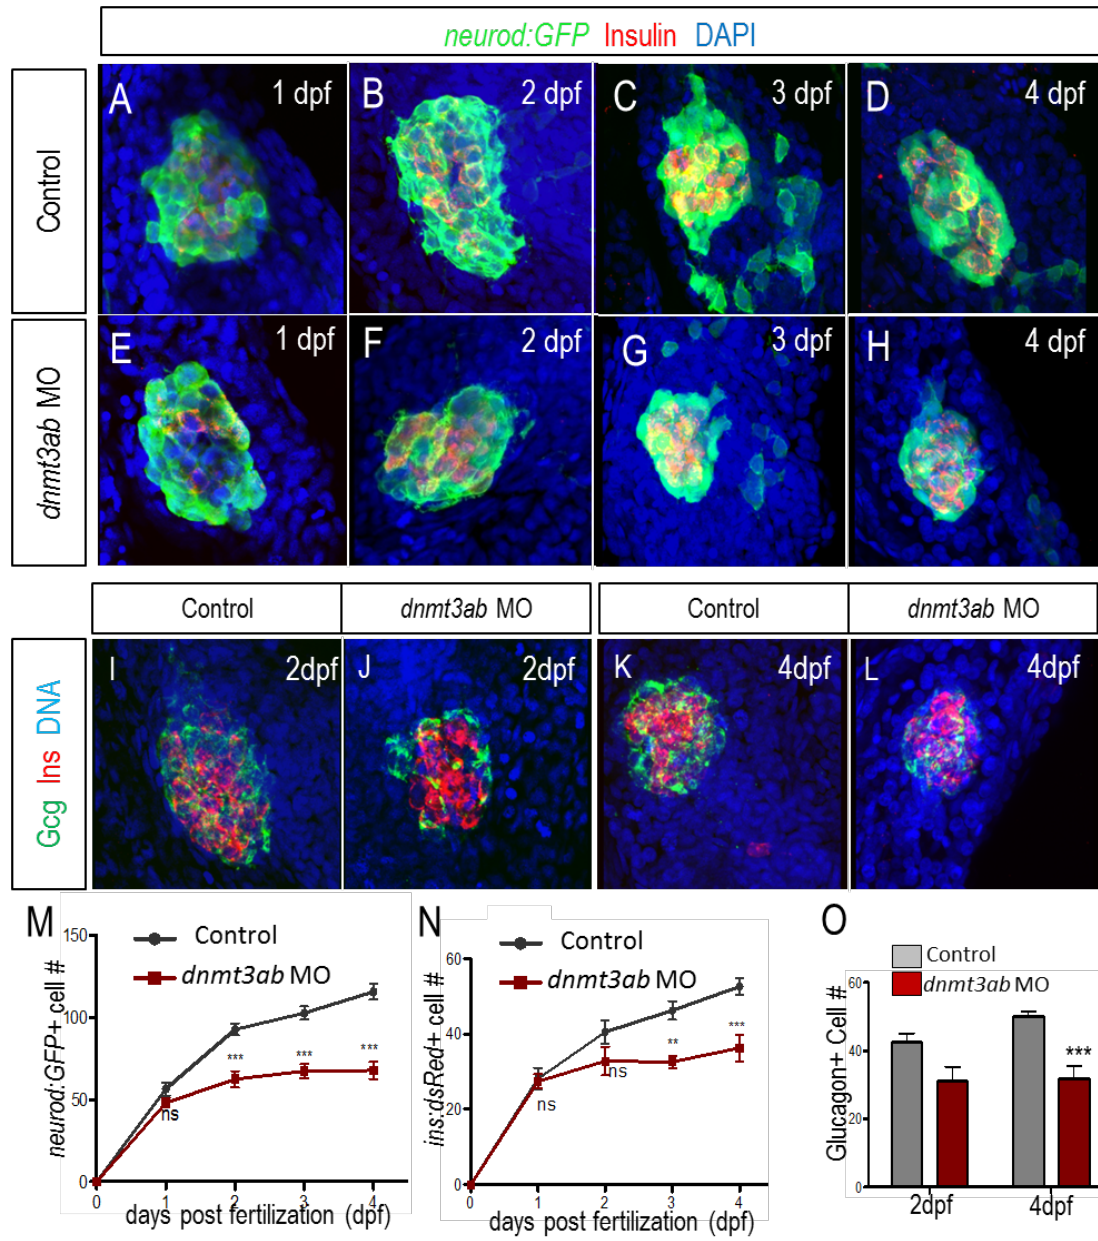 neurod:GFP Insulin DAPI
Control
A 1 dpf
B 2 dpf
C 3 dpf
D 4 dpf
dnmt3ab MO
E 1 dpf
F 2 dpf
G 3 dpf
H 4 dpf
Control
dnmt3ab MO
Control
dnmt3ab MO
Gcg Ins DNA
I 2dpf
J 2dpf
K 4dpf
L 4dpf
M
Control
dnmt3ab MO
neurod:GFP+ cell #
150
100
50
0
ns
***
***
***
0 1 2 3 4
days post fertilization (dpf)
N
Control
dnmt3ab MO
ins:dsRed+ cell #
60
40
20
0
ns
ns
**
***
0 1 2 3 4
days post fertilization (dpf)
O
Control
dnmt3ab MO
Glucagon+ Cell #
60
40
20
0
***
2dpf 4dpf